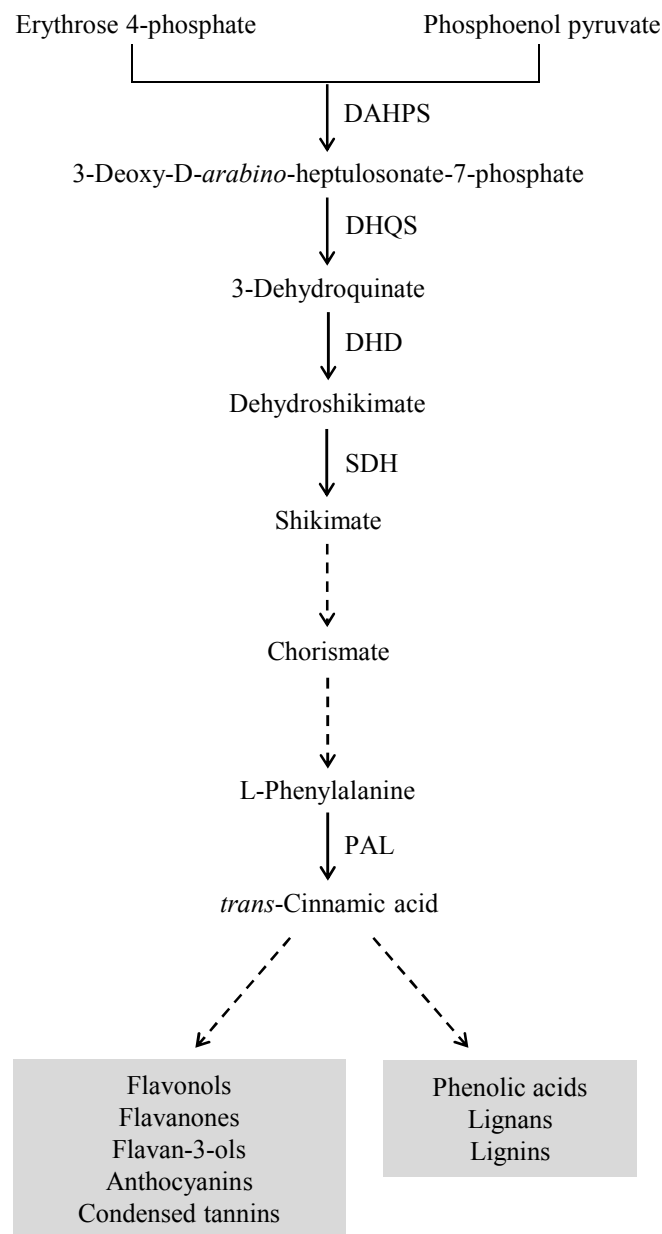 Erythrose 4-phosphate
Phosphoenol pyruvate
DAHPS
3-Deoxy-D-arabino-heptulosonate-7-phosphate
DHQS
3-Dehydroquinate
DHD
Dehydroshikimate
SDH
Shikimate
Chorismate
L-Phenylalanine
PAL
trans-Cinnamic acid
Flavonols
Flavanones
Flavan-3-ols
Anthocyanins
Condensed tannins
Phenolic acids
Lignans
Lignins